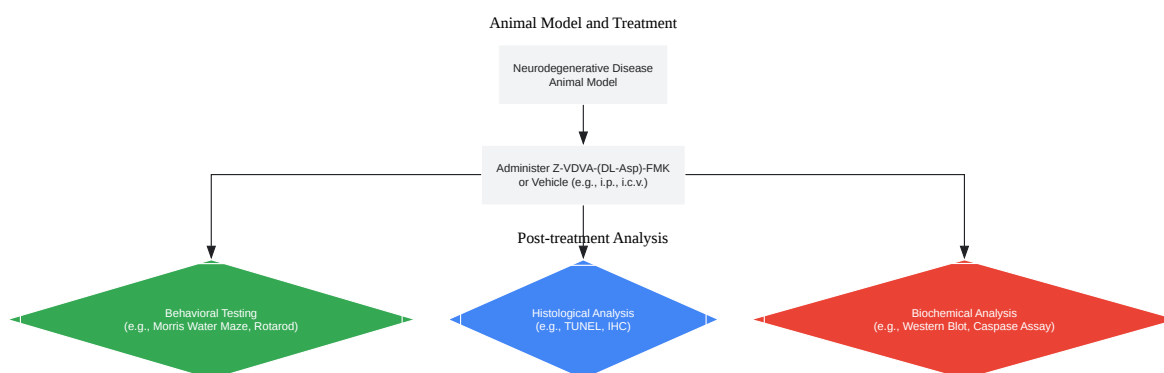 Animal Model and Treatment
Neurodegenerative Disease
Animal Model
Administer Z-VDVA-(DL-Asp)-FMK
or Vehicle (e.g., i.p., i.c.v.)
Post-treatment Analysis
Behavioral Testing
(e.g., Morris Water Maze, Rotarod)
Histological Analysis
(e.g., TUNEL, IHC)
Biochemical Analysis
(e.g., Western Blot, Caspase Assay)